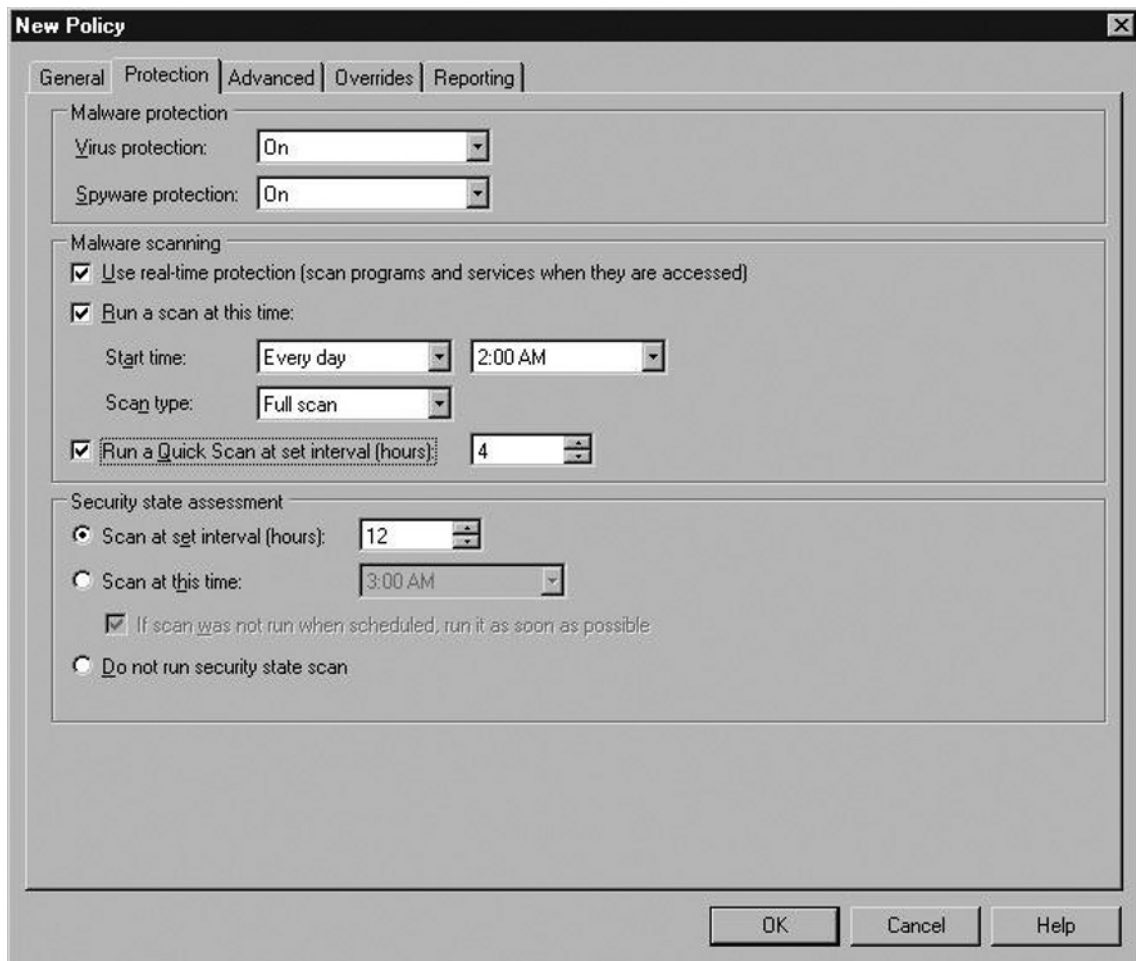 New Policy
General Protection Advanced Overrides Reporting
Malware protection
Virus protection: On
Spyware protection: On
Malware scanning
Use real-time protection (scan programs and services when they are accessed)
Run a scan at this time:
Start time: Every day 2:00 AM
Scan type: Full scan
Run a Quick Scan at set interval (hours): 4
Security state assessment
Scan at set interval (hours): 12
Scan at this time: 3:00 AM
If scan was not run when scheduled, run it as soon as possible
Do not run security state scan
OK Cancel Help